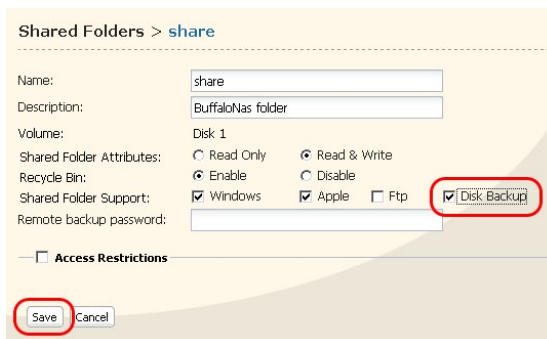 Shared Folders > share
Name: share
Description: BuffaloNas folder
Volume: Disk 1
Shared Folder Attributes: Read Only Read & Write
Recycle Bin: Enable Disable
Shared Folder Support: Windows Apple Ftp Disk Backup
Remote backup password:
Access Restrictions
Save Cancel